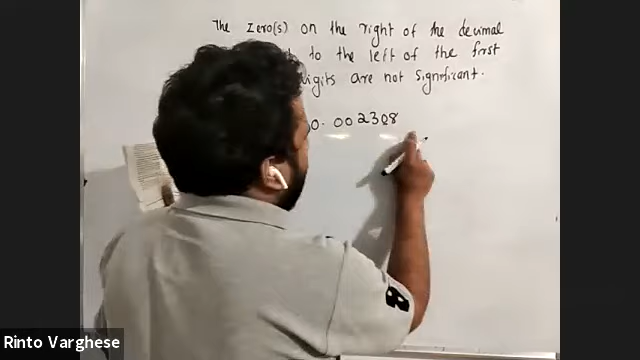 The Zero(s) on the right of the decimal
to the left of the first
digits are not significant.
0.002308
Rinto Varghese